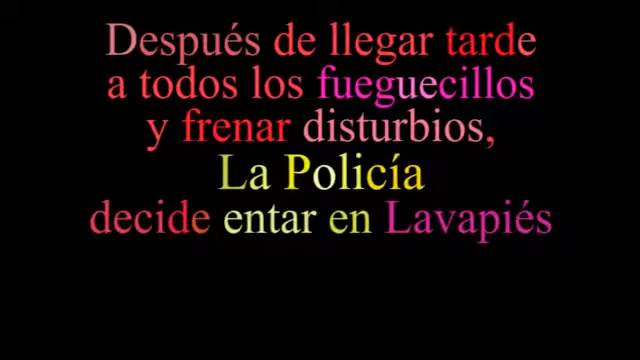 Después de llegar tarde
a todos los fueguecillos
y frenar disturbios,
La Policía
decide entar en Lavapiés